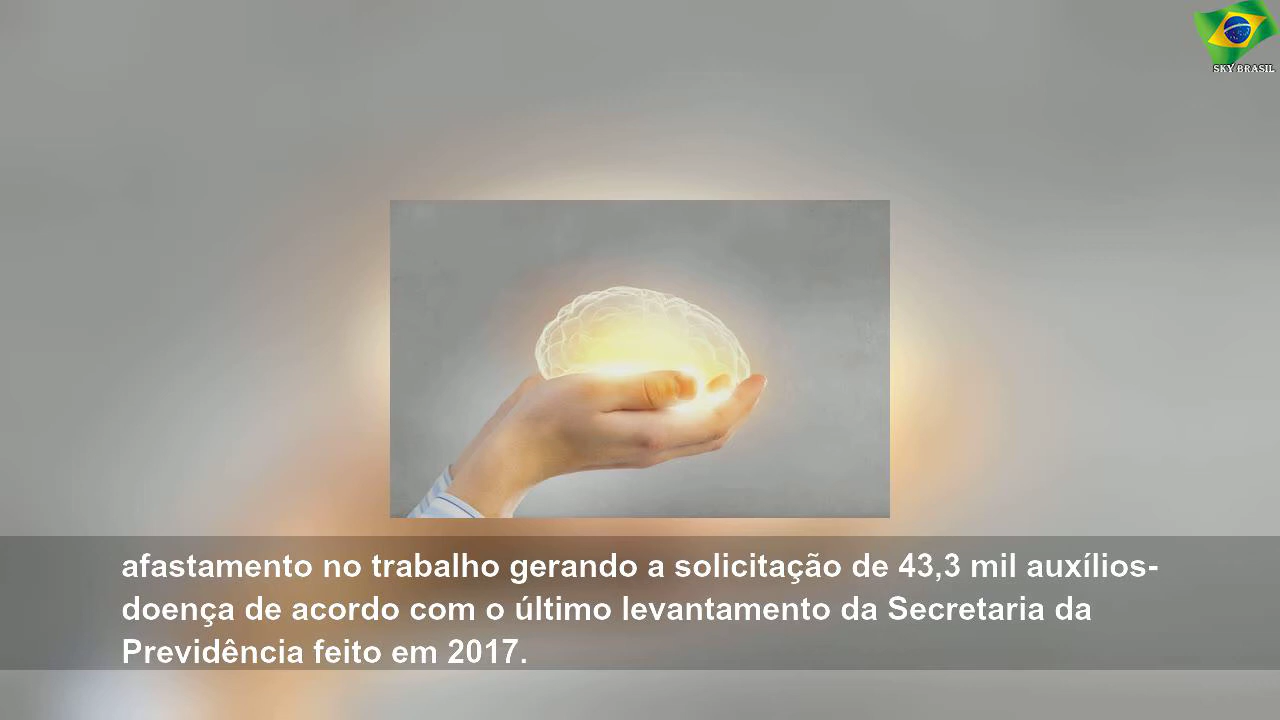 SKY BRASIL
afastamento no trabalho gerando a solicitação de 43,3 mil auxílios-
doença de acordo com o último levantamento da Secretaria da
Previdência feito em 2017.